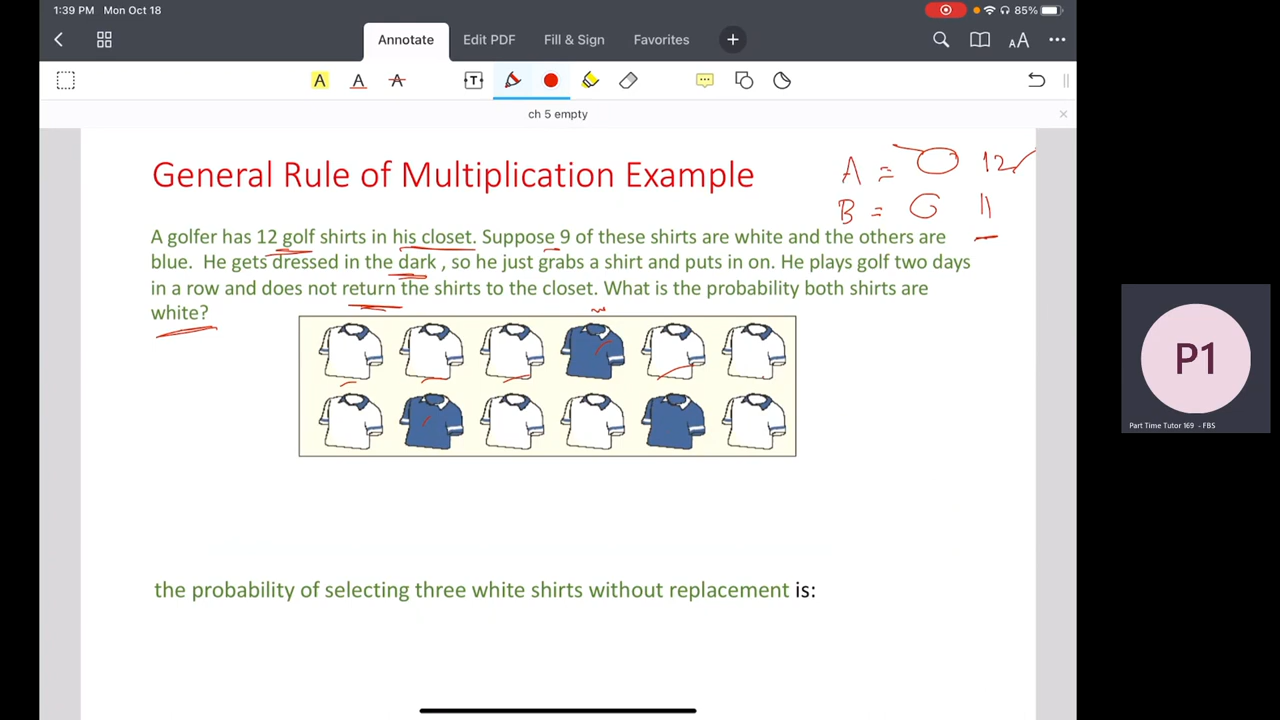 1:39 PM Mon Oct 18
85%
Annotate Edit PDF Fill & Sign Favorites
A A A T AA
ch 5 empty
General Rule of Multiplication Example
A = 12
B = 11
A golfer has 12 golf shirts in his closet. Suppose 9 of these shirts are white and the others are
blue. He gets dressed in the dark , so he just grabs a shirt and puts in on. He plays golf two days
in a row and does not return the shirts to the closet. What is the probability both shirts are
white?
P1
Part Time Tutor 169 - FBS
the probability of selecting three white shirts without replacement is: